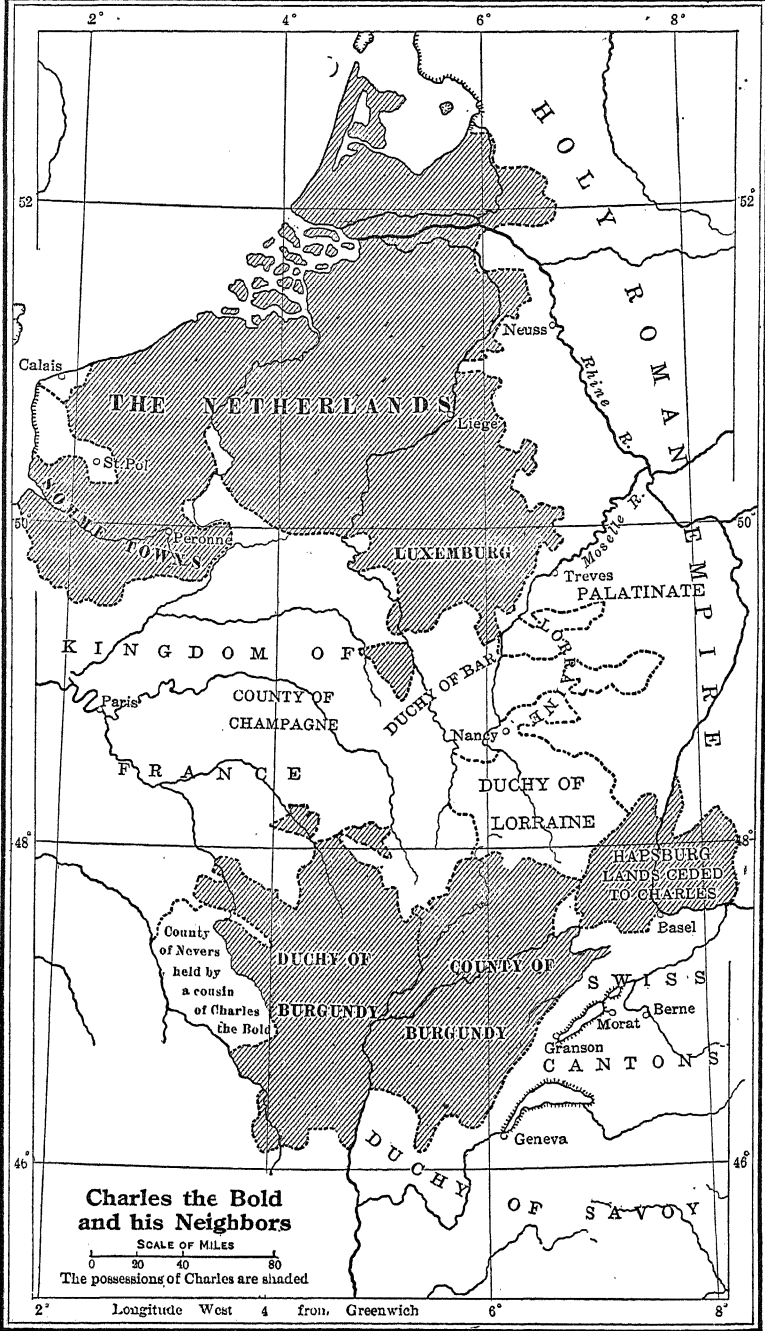 2° 4° 6° 8°
HOLY
52 52°
ROMAN
Neuss
Rhine R.
Calais
THE NETHERLANDS
Liege
St. Pol
SOMME TOWNS
50° 50°
Peronne
Moselle R.
LUXEMBURG
EMPIRE
Treves
PALATINATE
KINGDOM OF
LORRAINE
DUCHY OF BAR
COUNTY OF
CHAMPAGNE
Paris
Nancy
FRANCE
DUCHY OF
LORRAINE
48° 48°
HAPSBURG
LANDS CEDED
TO CHARLES
Basel
County
of Nevers
held by
a cousin
of Charles
the Bold
DUCHY OF
BURGUNDY
COUNTY OF
BURGUNDY
SWISS
Berne
Morat
Granson
CANTONS
Geneva
46° 46°
DUCHY
OF SAVOY
Charles the Bold
and his Neighbors
SCALE OF MILES
0 20 40 80
The possessions of Charles are shaded
2° Longitude West 4 from Greenwich 6° 8°